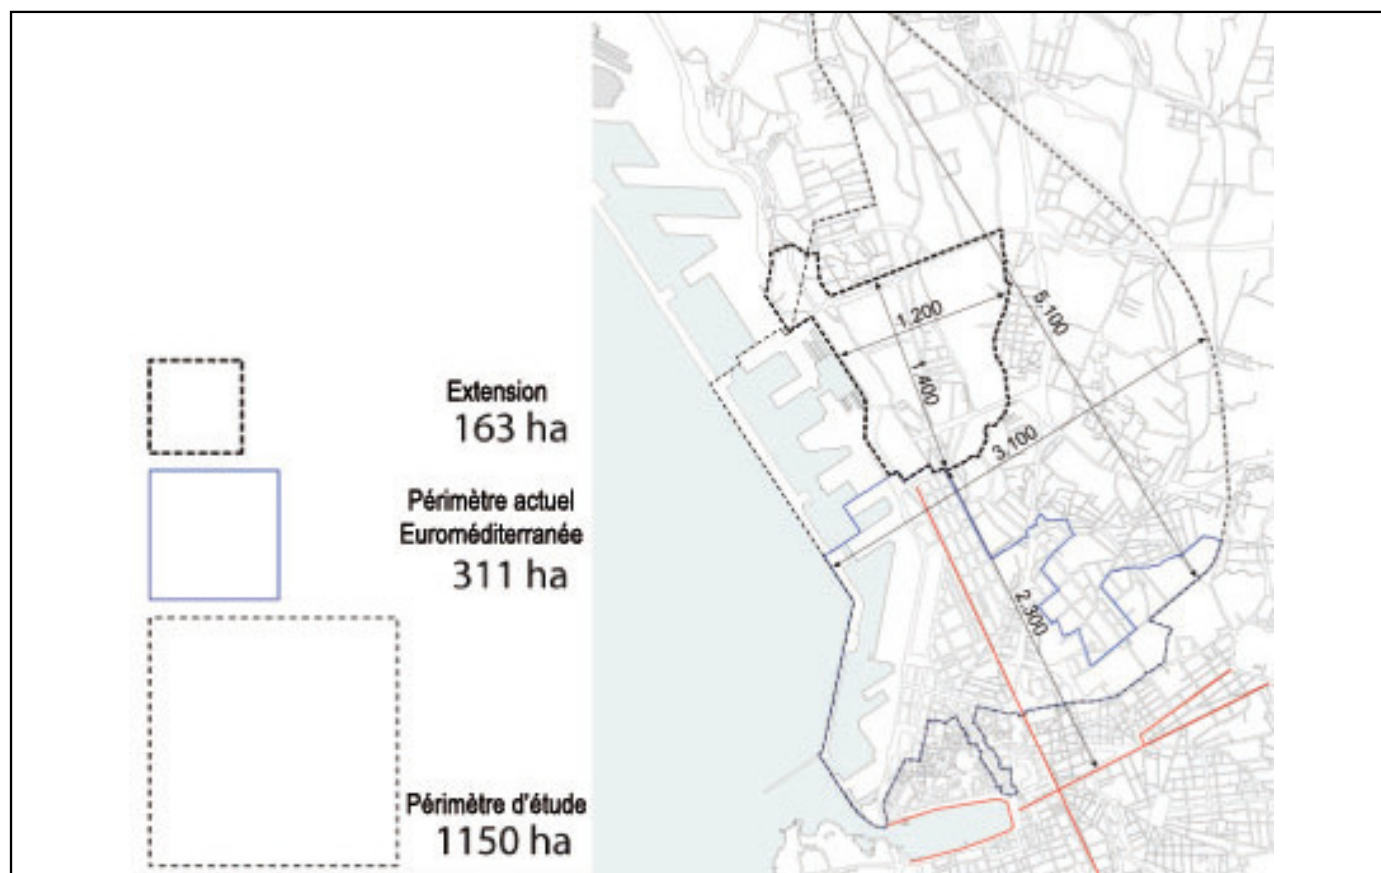 Extension
163 ha
Périmètre actuel
Euroméditerranée
311 ha
Périmètre d'étude
1150 ha
1.200
1.400
5.100
3.100
2.300